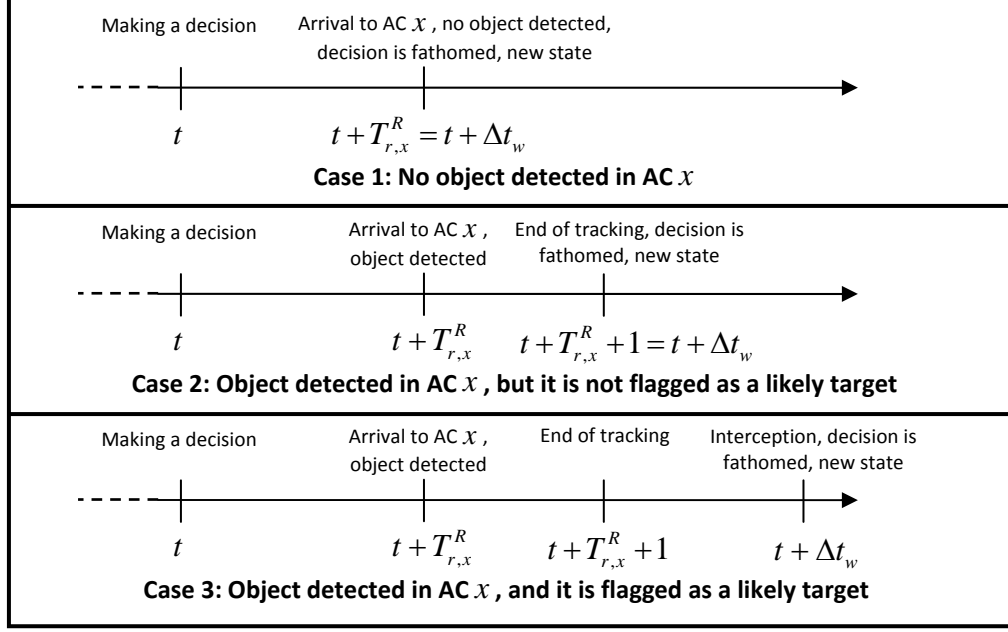 Making a decision
Arrival to AC x , no object detected,
decision is fathomed, new state
t
t + T^R_{r,x} = t + Δt_w
Case 1: No object detected in AC x
Making a decision
Arrival to AC x ,
object detected
End of tracking, decision is
fathomed, new state
t
t + T^R_{r,x}
t + T^R_{r,x} + 1 = t + Δt_w
Case 2: Object detected in AC x , but it is not flagged as a likely target
Making a decision
Arrival to AC x ,
object detected
End of tracking
Interception, decision is
fathomed, new state
t
t + T^R_{r,x}
t + T^R_{r,x} + 1
t + Δt_w
Case 3: Object detected in AC x , and it is flagged as a likely target